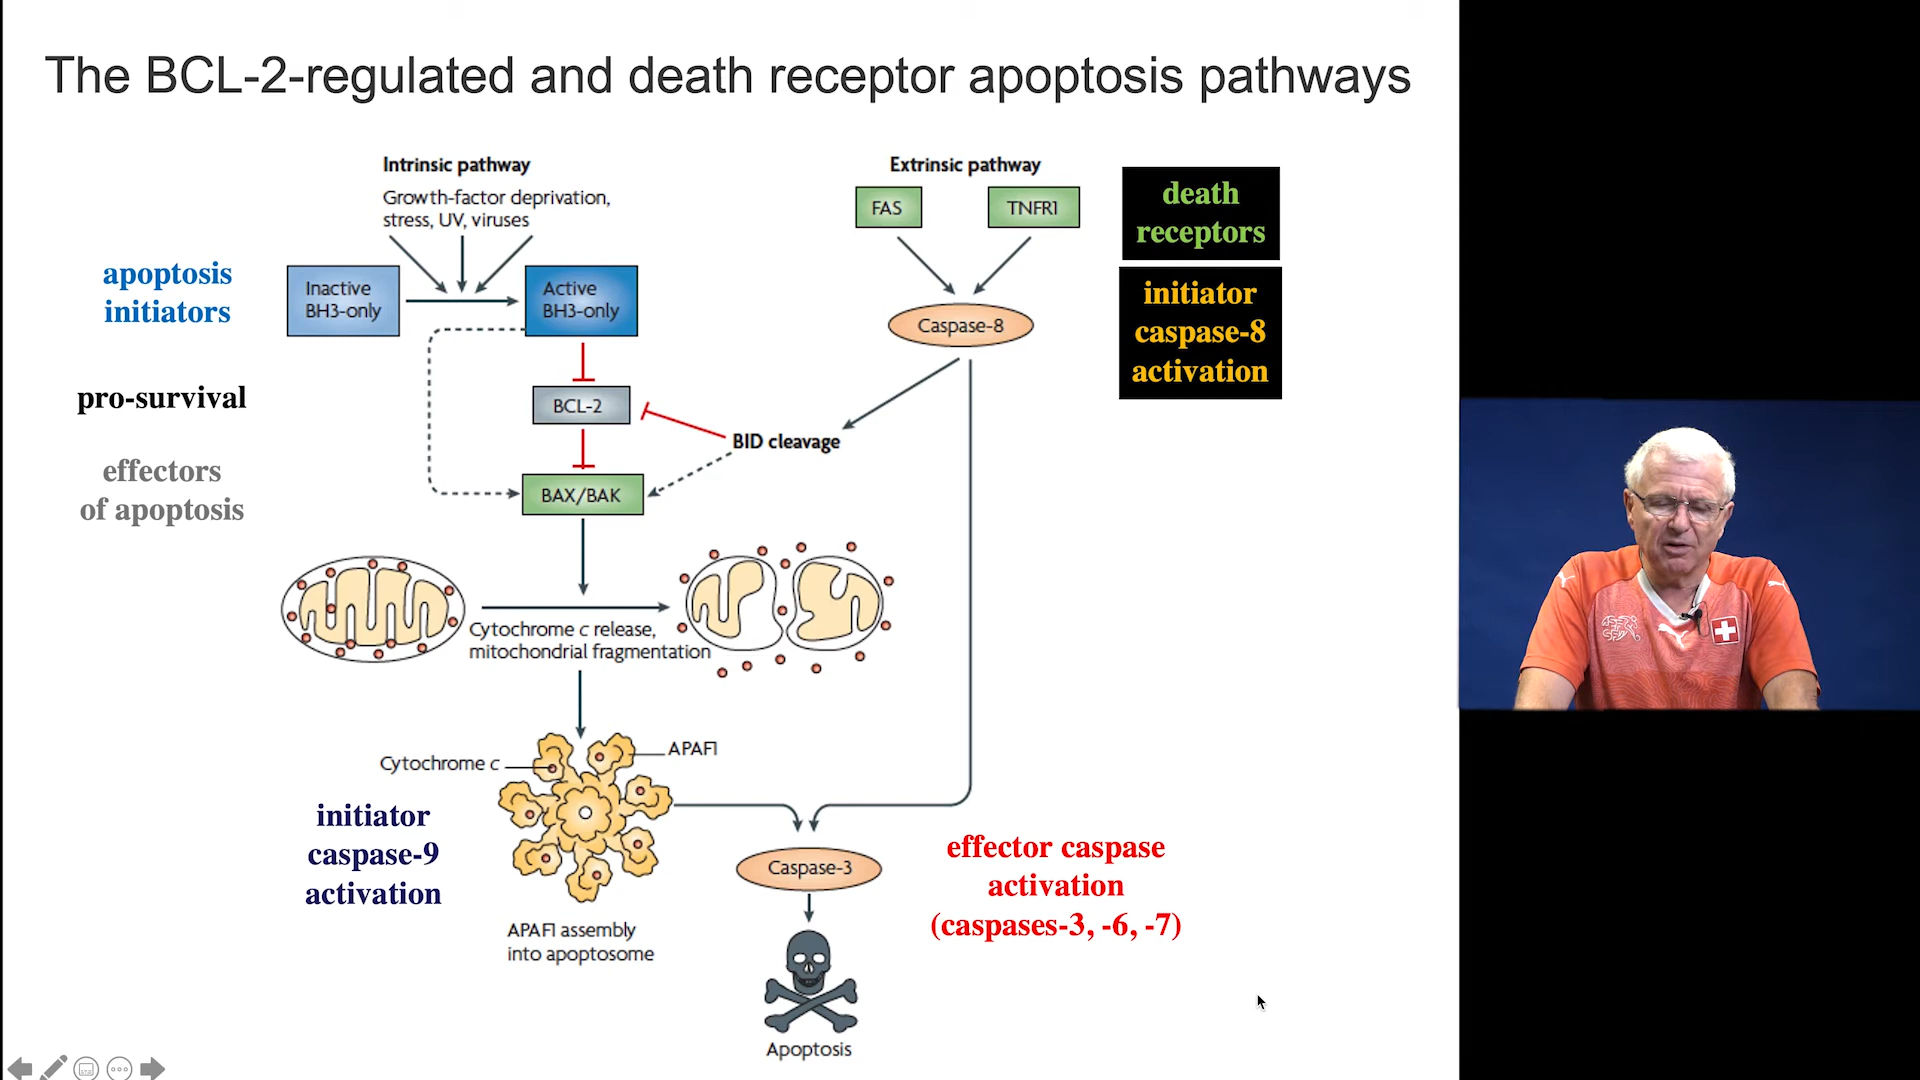 The BCL-2-regulated and death receptor apoptosis pathways
Intrinsic pathway
Growth-factor deprivation,
stress, UV, viruses
Extrinsic pathway
FAS
TNFR1
death
receptors
apoptosis
initiators
Inactive
BH3-only
Active
BH3-only
Caspase-8
initiator
caspase-8
activation
pro-survival
BCL-2
BID cleavage
effectors
of apoptosis
BAX/BAK
Cytochrome c release,
mitochondrial fragmentation
Cytochrome c
APAF1
initiator
caspase-9
activation
APAF1 assembly
into apoptosome
Caspase-3
effector caspase
activation
(caspases-3, -6, -7)
Apoptosis